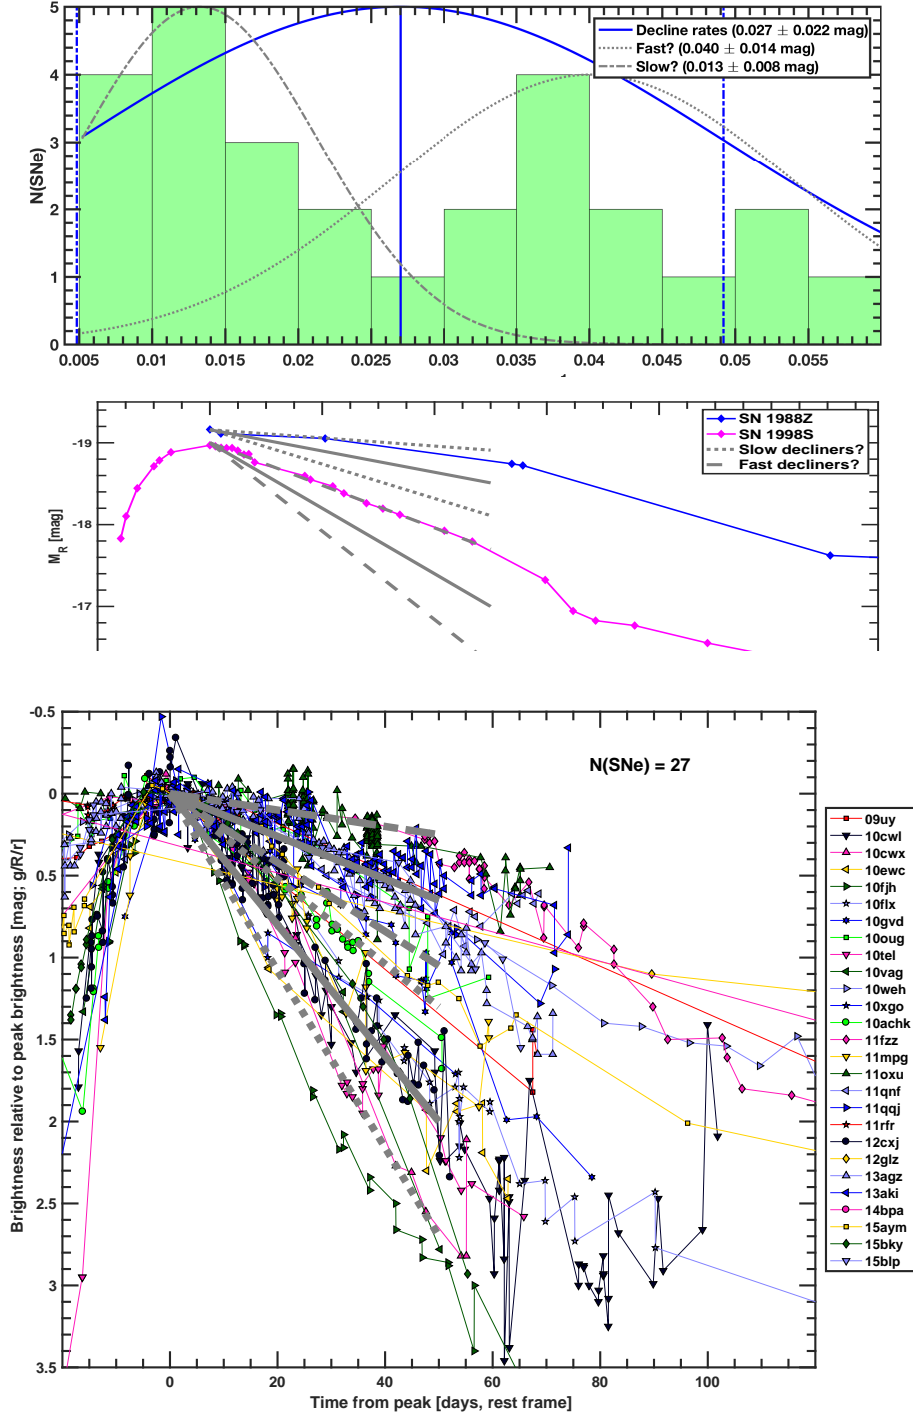 5
4
3
2
1
0
N(SNe)
Decline rates (0.027 ± 0.022 mag)
Fast? (0.040 ± 0.014 mag)
Slow? (0.013 ± 0.008 mag)
0.005 0.01 0.015 0.02 0.025 0.03 0.035 0.04 0.045 0.05 0.055
-19
-18
-17
M_R [mag]
SN 1988Z
SN 1998S
Slow decliners?
Fast decliners?
-0.5
0
0.5
1
1.5
2
2.5
3
3.5
Brightness relative to peak brightness [mag; g/R/r]
N(SNe) = 27
09uy
10cwl
10cwx
10ewc
10fjh
10flx
10gvd
10oug
10tel
10vag
10weh
10xgo
10achk
11fzz
11mpg
11oxu
11qnf
11qqj
11rfr
12cxj
12glz
13agz
13aki
14bpa
15aym
15bky
15blp
0 20 40 60 80 100
Time from peak [days, rest frame]